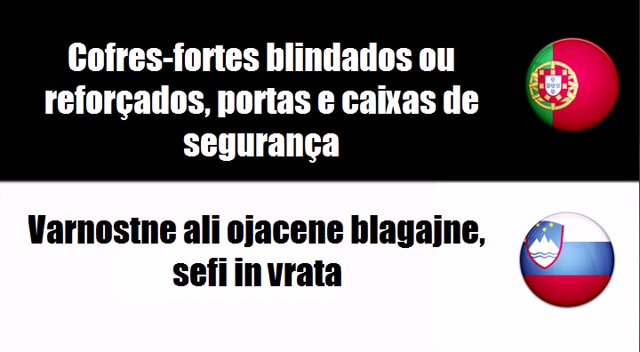 Cofres-fortes blindados ou
reforçados, portas e caixas de
segurança
Varnostne ali ojacene blagajne,
sefi in vrata